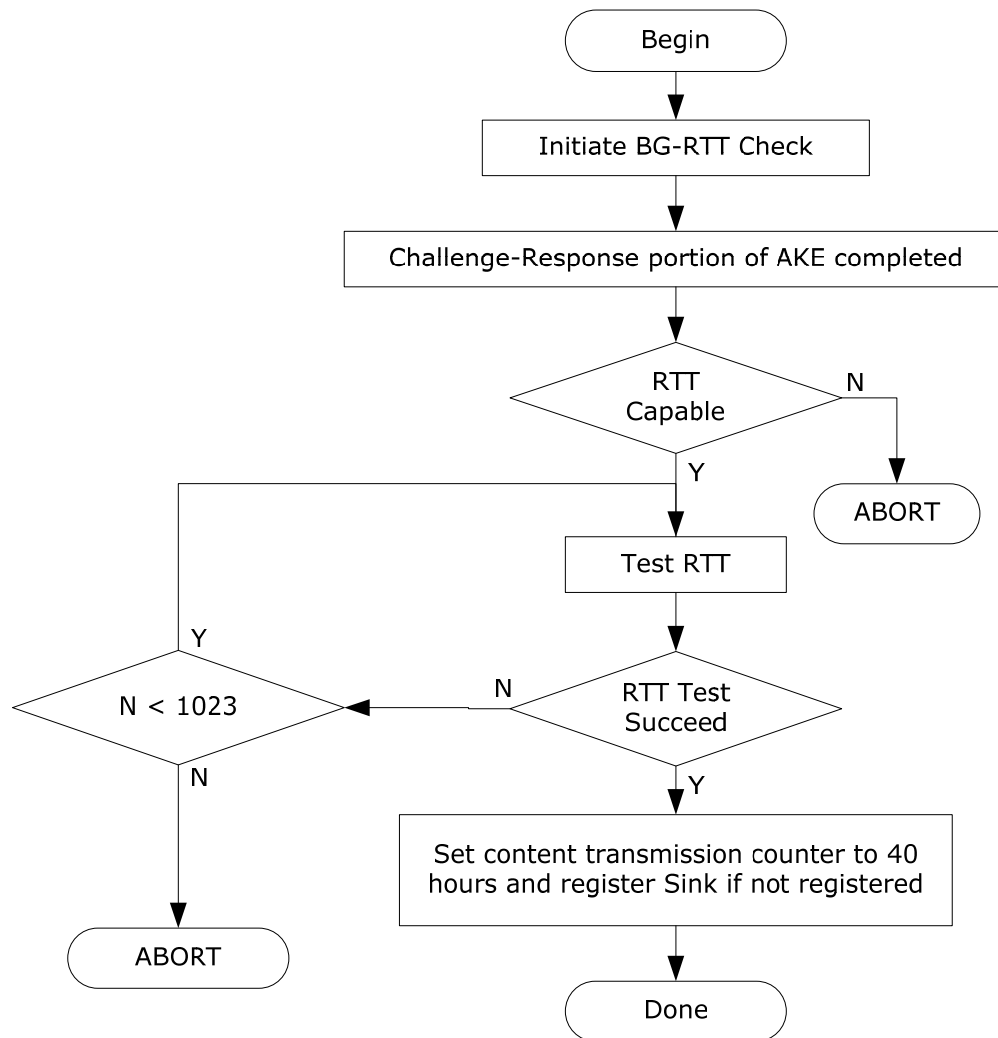 Begin
Initiate BG-RTT Check
Challenge-Response portion of AKE completed
RTT
Capable
N
Y
ABORT
Test RTT
Y
N < 1023
N
RTT Test
Succeed
N
Y
Set content transmission counter to 40
hours and register Sink if not registered
ABORT
Done